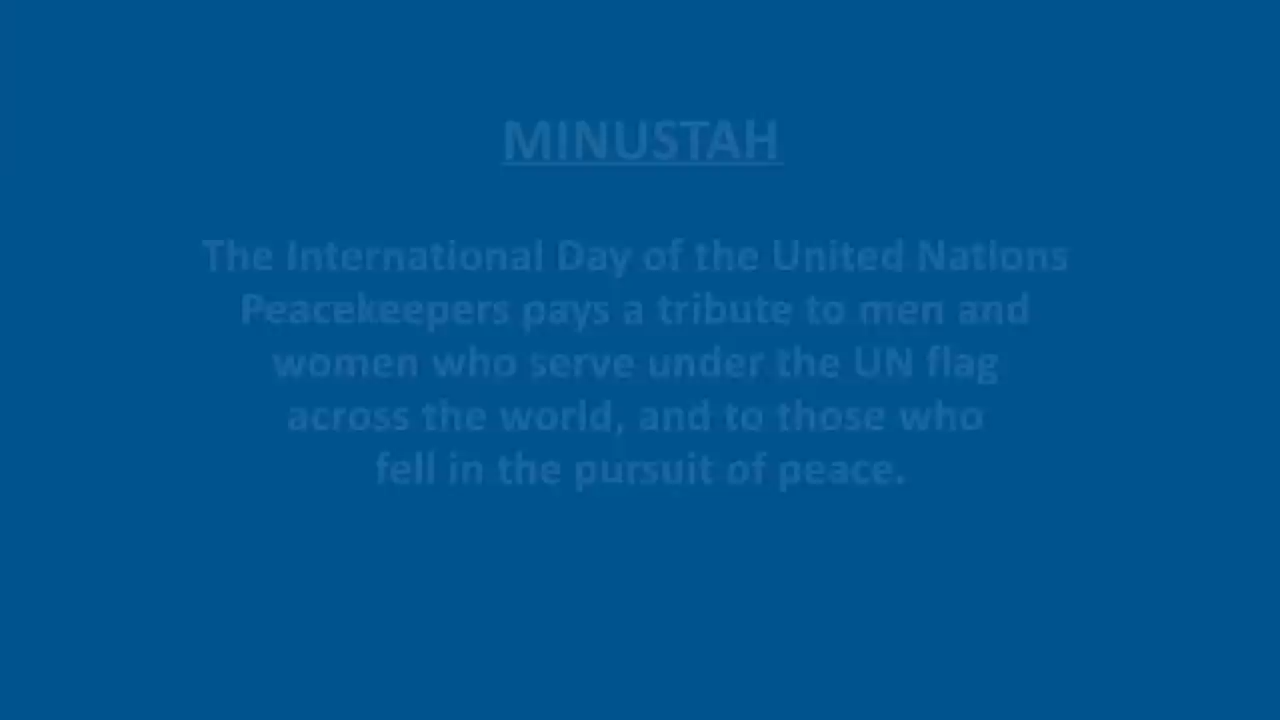 MINUSTAH
The International Day of the United Nations
Peacekeepers pays a tribute to men and
women who serve under the UN flag
across the world, and to those who
fell in the pursuit of peace.